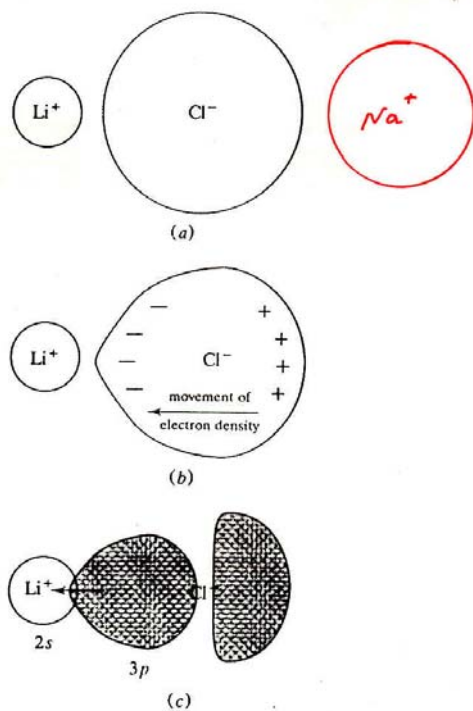 Li⁺ Cl⁻ Na⁺
(a)
− +
− +
Li⁺ − Cl⁻ +
− +
movement of
electron density
(b)
Li⁺ Cl⁻
2s
3p
(c)